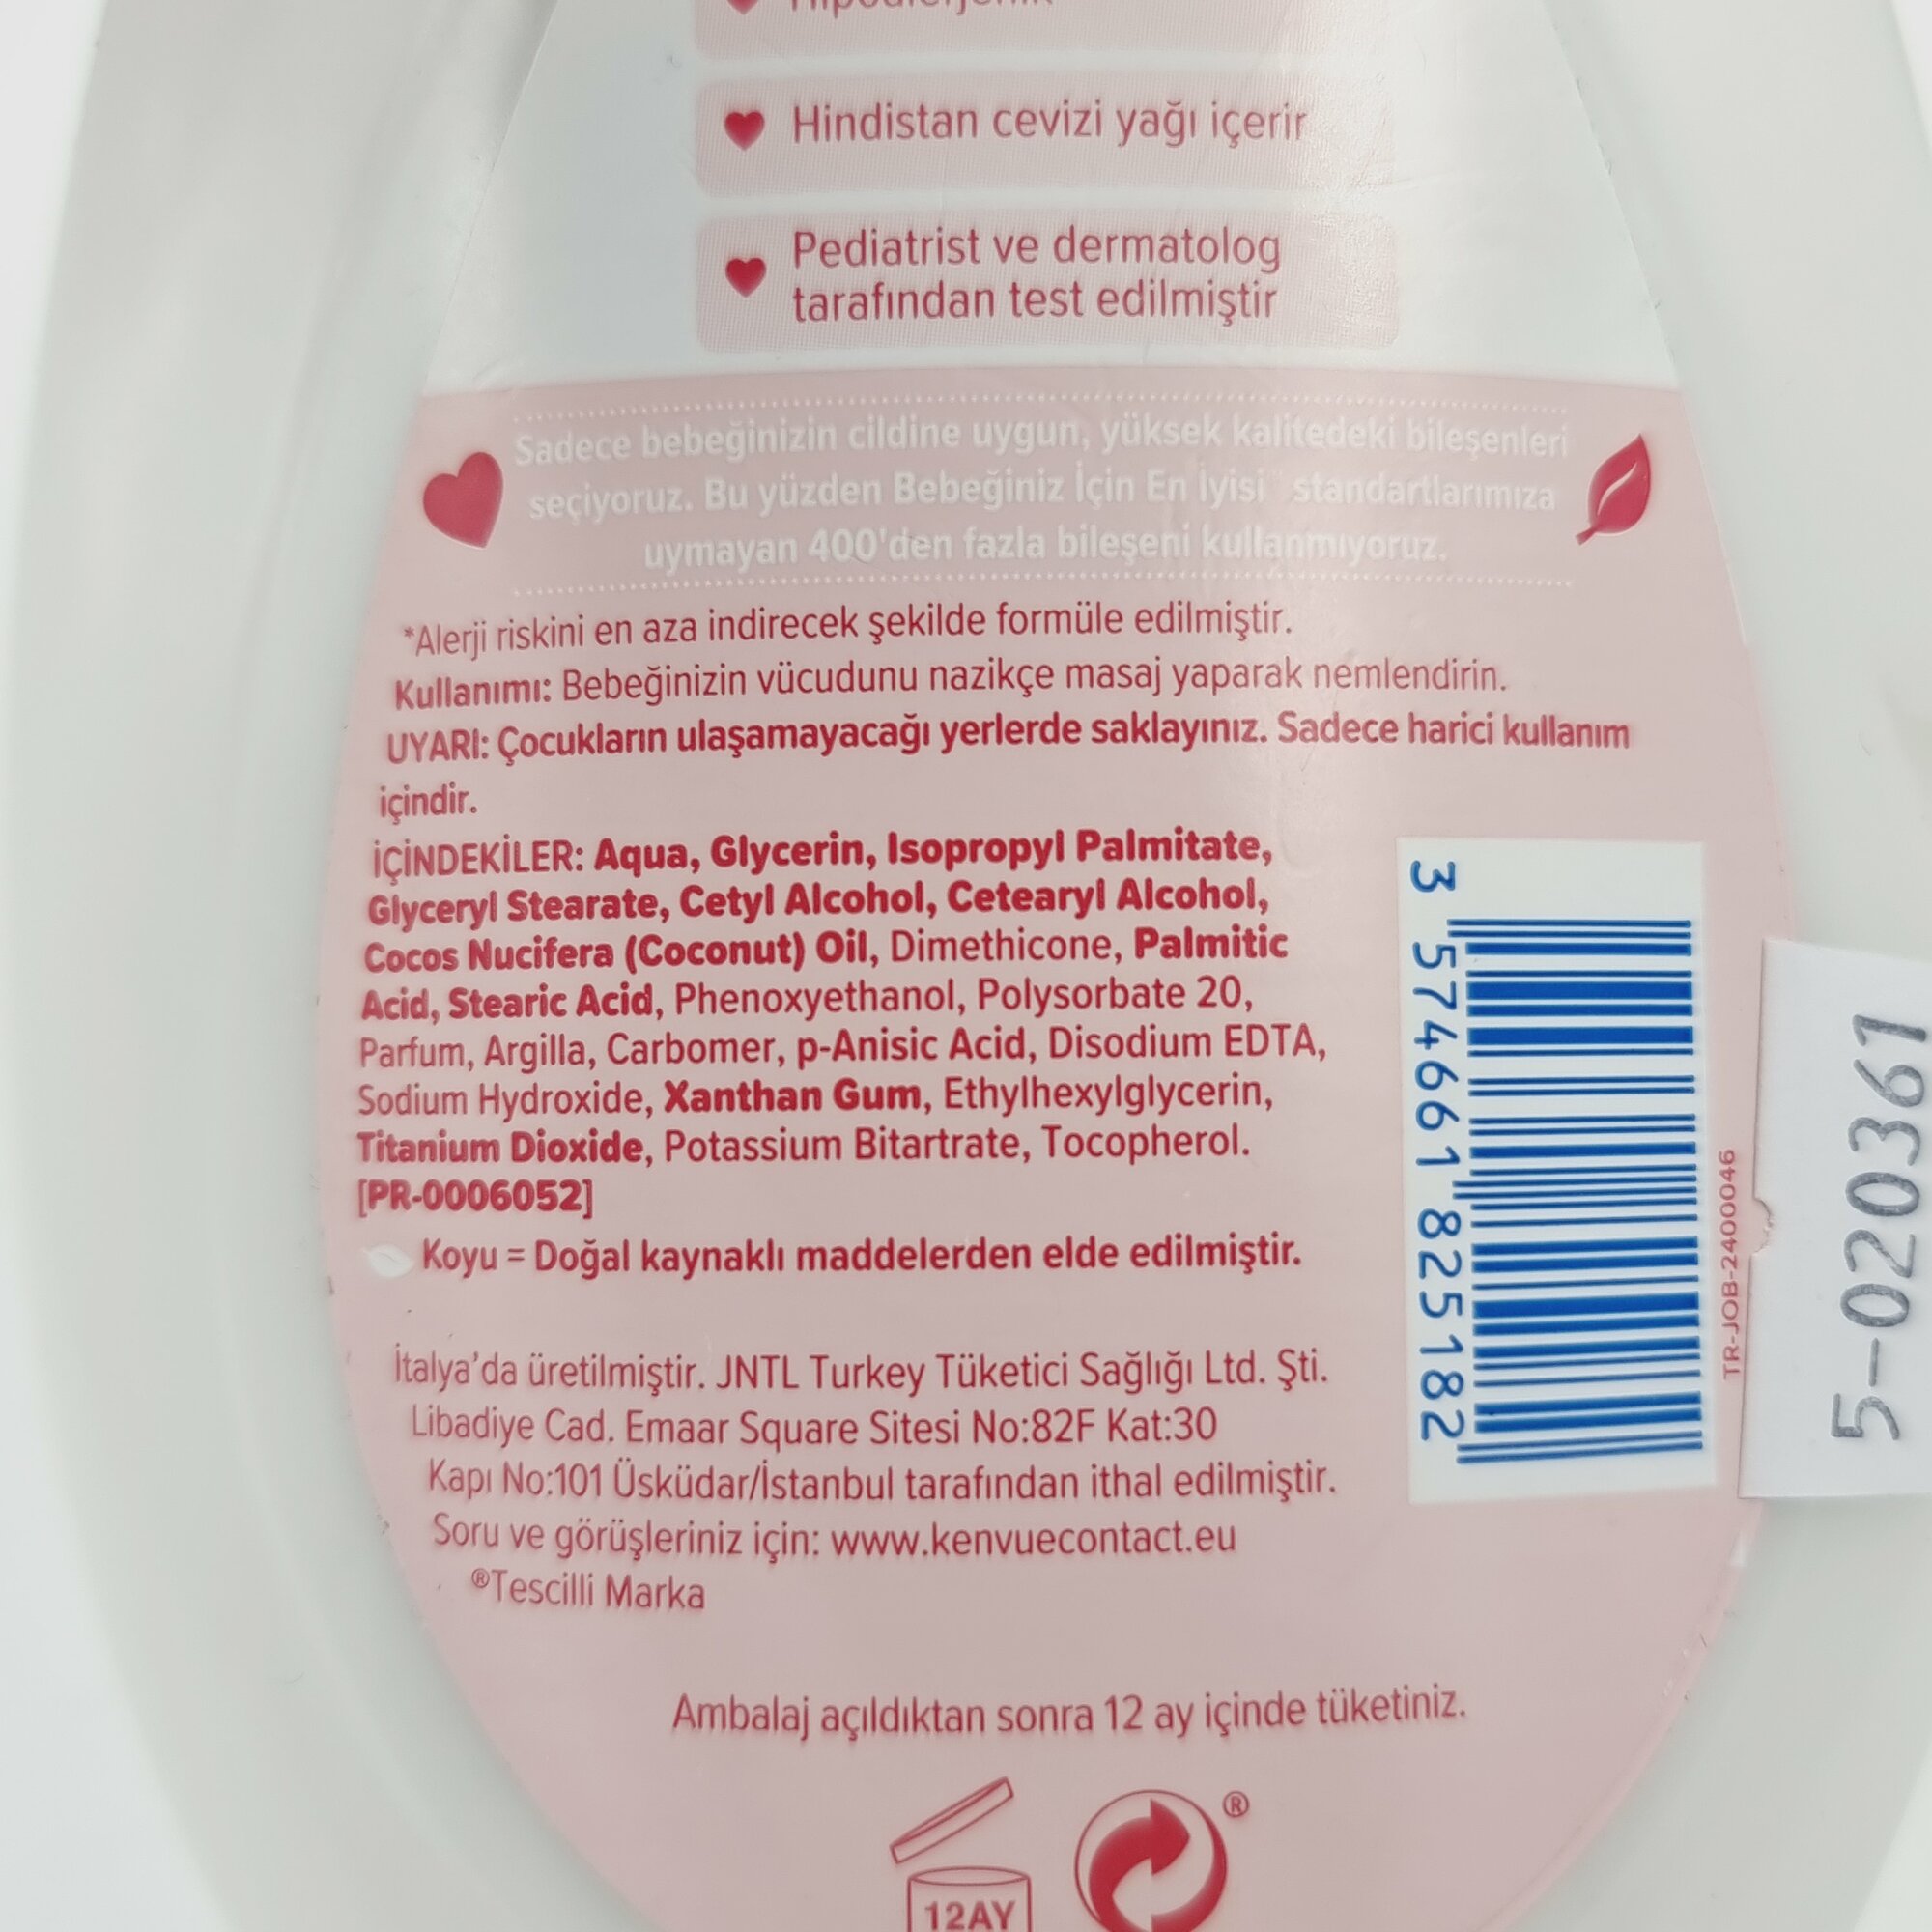 Hipoalerjenik
Hindistan cevizi yağı içerir
Pediatrist ve dermatolog
tarafından test edilmiştir
Sadece bebeğinizin cildine uygun, yüksek kalitedeki bileşenleri
seçiyoruz. Bu yüzden Bebeğiniz İçin En İyisi standartlarımıza
uymayan 400'den fazla bileşeni kullanmıyoruz.
*Alerji riskini en aza indirecek şekilde formüle edilmiştir.
Kullanımı: Bebeğinizin vücudunu nazikçe masaj yaparak nemlendirin.
UYARI: Çocukların ulaşamayacağı yerlerde saklayınız. Sadece harici kullanım
içindir.
İÇİNDEKİLER: Aqua, Glycerin, Isopropyl Palmitate,
Glyceryl Stearate, Cetyl Alcohol, Cetearyl Alcohol,
Cocos Nucifera (Coconut) Oil, Dimethicone, Palmitic
Acid, Stearic Acid, Phenoxyethanol, Polysorbate 20,
Parfum, Argilla, Carbomer, p-Anisic Acid, Disodium EDTA,
Sodium Hydroxide, Xanthan Gum, Ethylhexylglycerin,
Titanium Dioxide, Potassium Bitartrate, Tocopherol.
[PR-0006052]
Koyu = Doğal kaynaklı maddelerden elde edilmiştir.
İtalya'da üretilmiştir. JNTL Turkey Tüketici Sağlığı Ltd. Şti.
Libadiye Cad. Emaar Square Sitesi No:82F Kat:30
Kapı No:101 Üsküdar/İstanbul tarafından ithal edilmiştir.
Soru ve görüşleriniz için: www.kenvuecontact.eu
®Tescilli Marka
Ambalaj açıldıktan sonra 12 ay içinde tüketiniz.
12AY
®
3 574661 825182
TR-JOB-2400046
5-020361